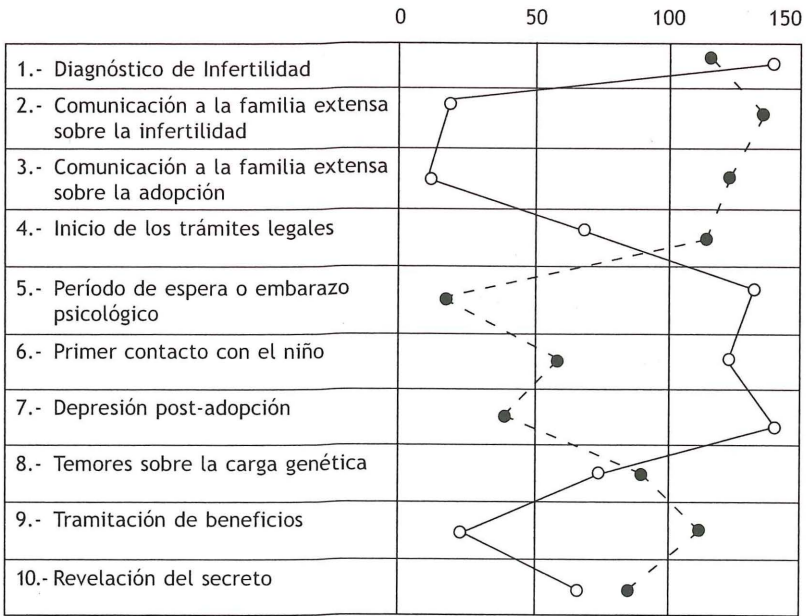 0 50 100 150
1.- Diagnóstico de Infertilidad
2.- Comunicación a la familia extensa
sobre la infertilidad
3.- Comunicación a la familia extensa
sobre la adopción
4.- Inicio de los trámites legales
5.- Período de espera o embarazo
psicológico
6.- Primer contacto con el niño
7.- Depresión post-adopción
8.- Temores sobre la carga genética
9.- Tramitación de beneficios
10.- Revelación del secreto